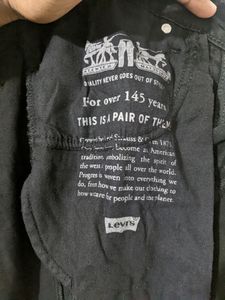 QUALITY NEVER GOES OUT OF STYLE
For over 145 years
THIS IS A PAIR OF THEM
Strauss & 1873
become an American
tradition, symbolizing the spirit of
the west people all over the world.
Progress is woven into everything we
do, from how we make our clothing to
how we care for people and the planet.
Levi's